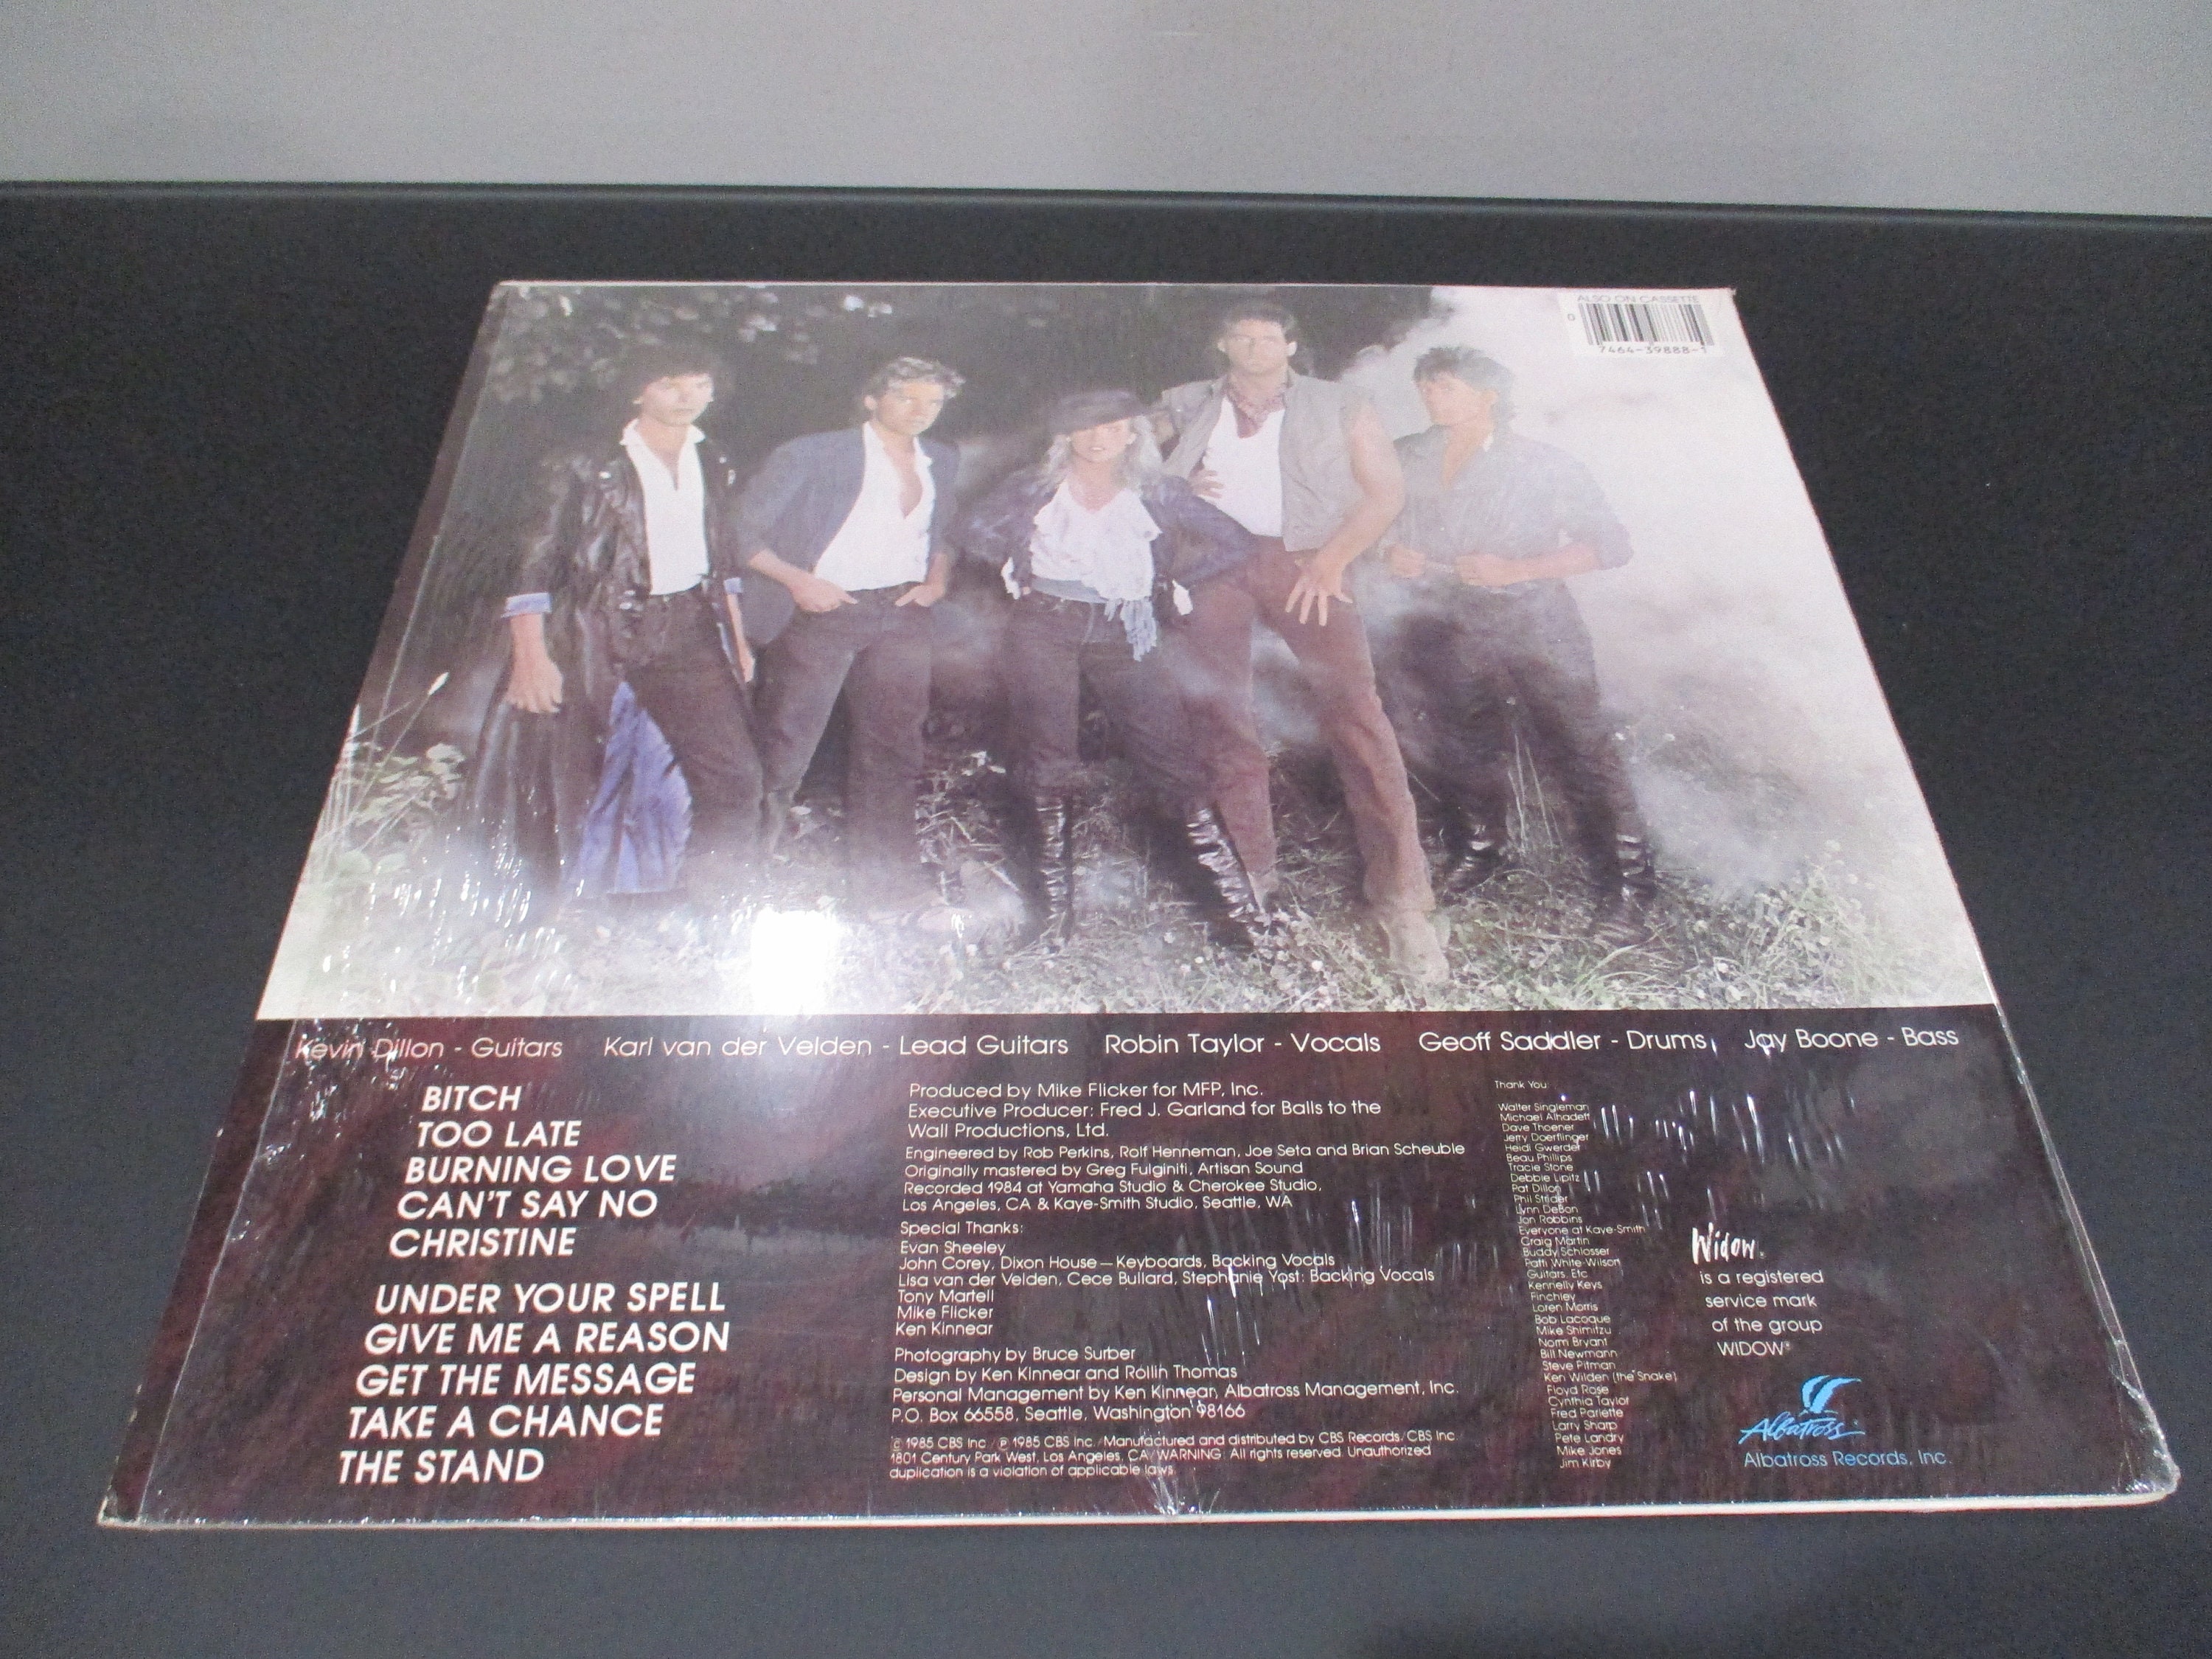 ALSO ON CASSETTE
0
7464-39888-1
Kevin Dillon - Guitars Karl van der Velden - Lead Guitars Robin Taylor - Vocals Geoff Saddler - Drums Jay Boone - Bass
BITCH
TOO LATE
BURNING LOVE
CAN'T SAY NO
CHRISTINE
UNDER YOUR SPELL
GIVE ME A REASON
GET THE MESSAGE
TAKE A CHANCE
THE STAND
Produced by Mike Flicker for MFP, Inc.
Executive Producer: Fred J. Garland for Balls to the
Wall Productions, Ltd.
Engineered by Rob Perkins, Rolf Henneman, Joe Seta and Brian Scheuble
Originally mastered by Greg Fulginiti, Artisan Sound
Recorded 1984 at Yamaha Studio & Cherokee Studio,
Los Angeles, CA & Kaye-Smith Studio, Seattle, WA
Special Thanks:
Evan Sheeley
John Corey, Dixon House — Keyboards, Backing Vocals
Lisa van der Velden, Cece Bullard, Stephanie Yost: Backing Vocals
Tony Martell
Mike Flicker
Ken Kinnear
Photography by Bruce Surber
Design by Ken Kinnear and Rollin Thomas
Personal Management by Ken Kinnear, Albatross Management, Inc.
P.O. Box 66558, Seattle, Washington 98166
© 1985 CBS Inc./℗ 1985 CBS Inc./Manufactured and distributed by CBS Records/CBS Inc.
1801 Century Park West, Los Angeles, CA/WARNING: All rights reserved. Unauthorized
duplication is a violation of applicable laws.
Thank You:
Walter Singleman
Michael Alhadeff
Dave Thoener
Jerry Doerflinger
Heidi Gwerder
Beau Phillips
Tracie Stone
Debbie Lipitz
Pat Dillon
Phil Strider
Lynn DeBon
Jon Robbins
Everyone at Kaye-Smith
Craig Martin
Buddy Schlosser
Patti White-Wilson
Guitars, Etc
Kennelly Keys
Finchley
Loren Morris
Bob Lacoque
Mike Shimitzu
Norm Bryant
Bill Newmann
Steve Pitman
Ken Wilden (the Snake)
Floyd Rose
Cynthia Taylor
Fred Parlette
Larry Sharp
Pete Landry
Mike Jones
Jim Kirby
Widow®
is a registered
service mark
of the group
WIDOW®
Albatross®
Albatross Records, Inc.